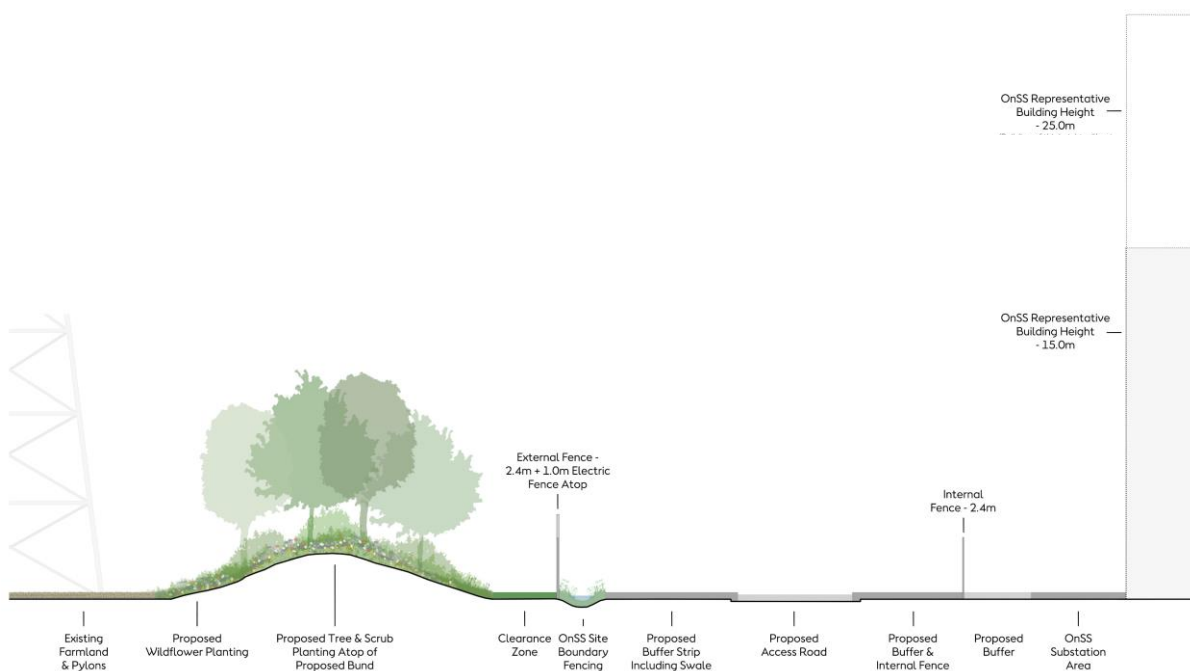 OnSS Representative
Building Height
- 25.0m
OnSS Representative
Building Height
- 15.0m
External Fence -
2.4m + 1.0m Electric
Fence Atop
Internal
Fence - 2.4m
Existing
Farmland
& Pylons
Proposed
Wildflower Planting
Proposed Tree & Scrub
Planting Atop of
Proposed Bund
Clearance
Zone
OnSS Site
Boundary
Fencing
Proposed
Buffer Strip
Including Swale
Proposed
Access Road
Proposed
Buffer &
Internal Fence
Proposed
Buffer
OnSS
Substation
Area